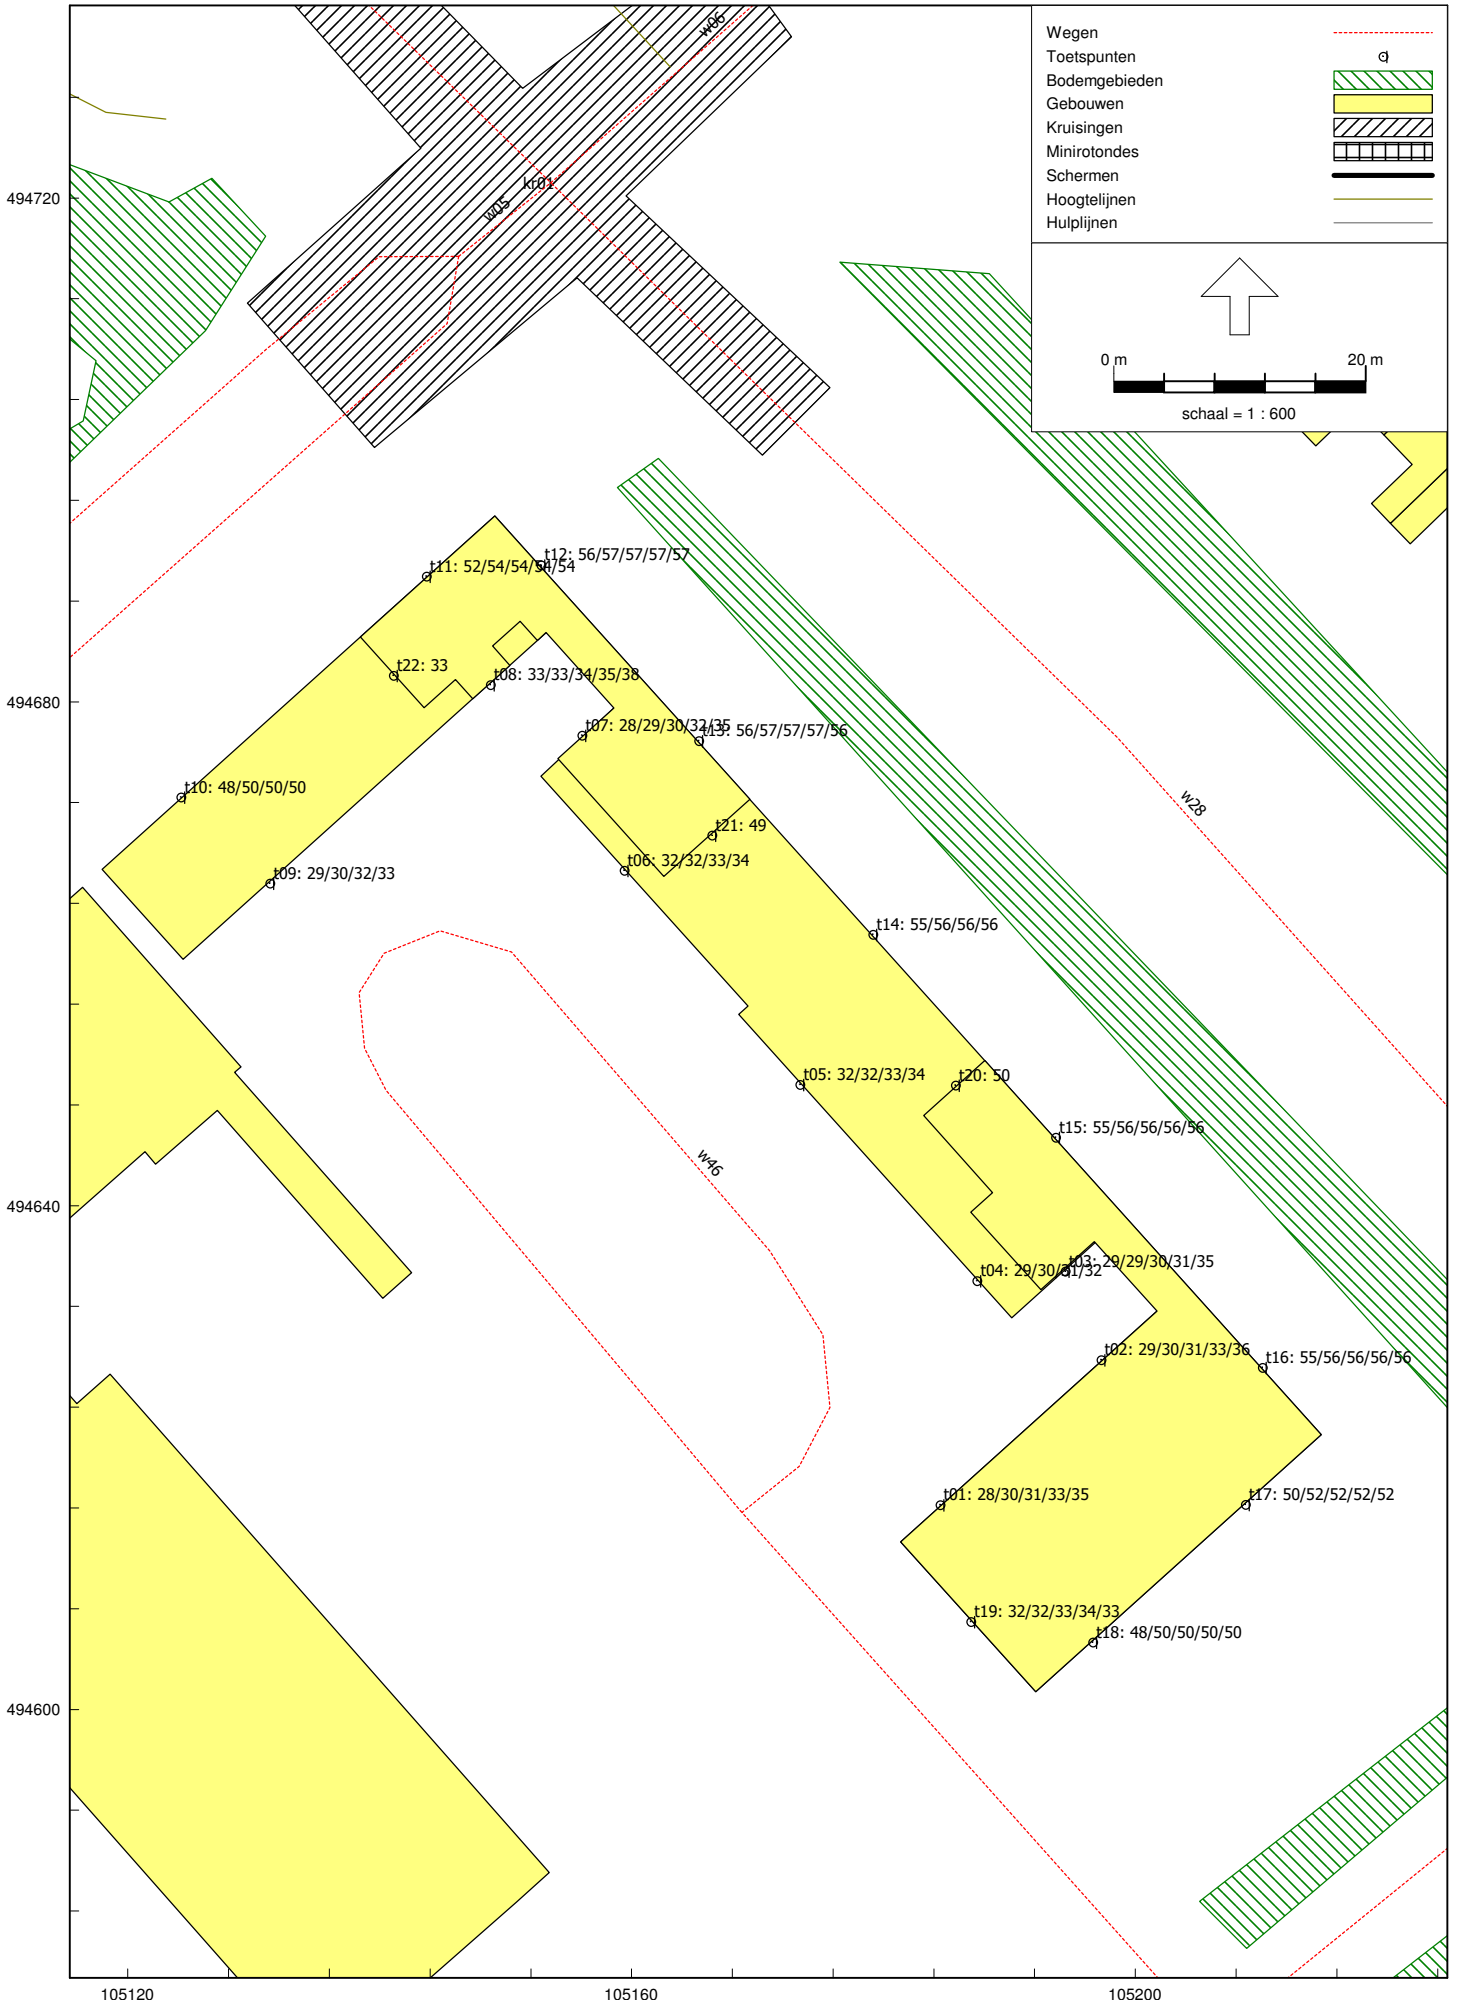 w06
Wegen
Toetspunten
Bodemgebieden
Gebouwen
Kruisingen
Minirotondes
Schermen
Hoogtelijnen
Hulplijnen
kr01
w05
494720
0 m 20 m
schaal = 1 : 600
t12: 56/57/57/57/57
t11: 52/54/54/54/54
t22: 33
t08: 33/33/34/35/38
494680
t07: 28/29/30/32/35
t13: 56/57/57/57/56
t10: 48/50/50/50
w28
t21: 49
t06: 32/32/33/34
t09: 29/30/32/33
t14: 55/56/56/56
t05: 32/32/33/34
t20: 50
t15: 55/56/56/56/56
w46
494640
t03: 29/29/30/31/35
t04: 29/30/31/32
t02: 29/30/31/33/36
t16: 55/56/56/56/56
t01: 28/30/31/33/35
t17: 50/52/52/52/52
t19: 32/32/33/34/33
t18: 48/50/50/50/50
494600
105120 105160 105200